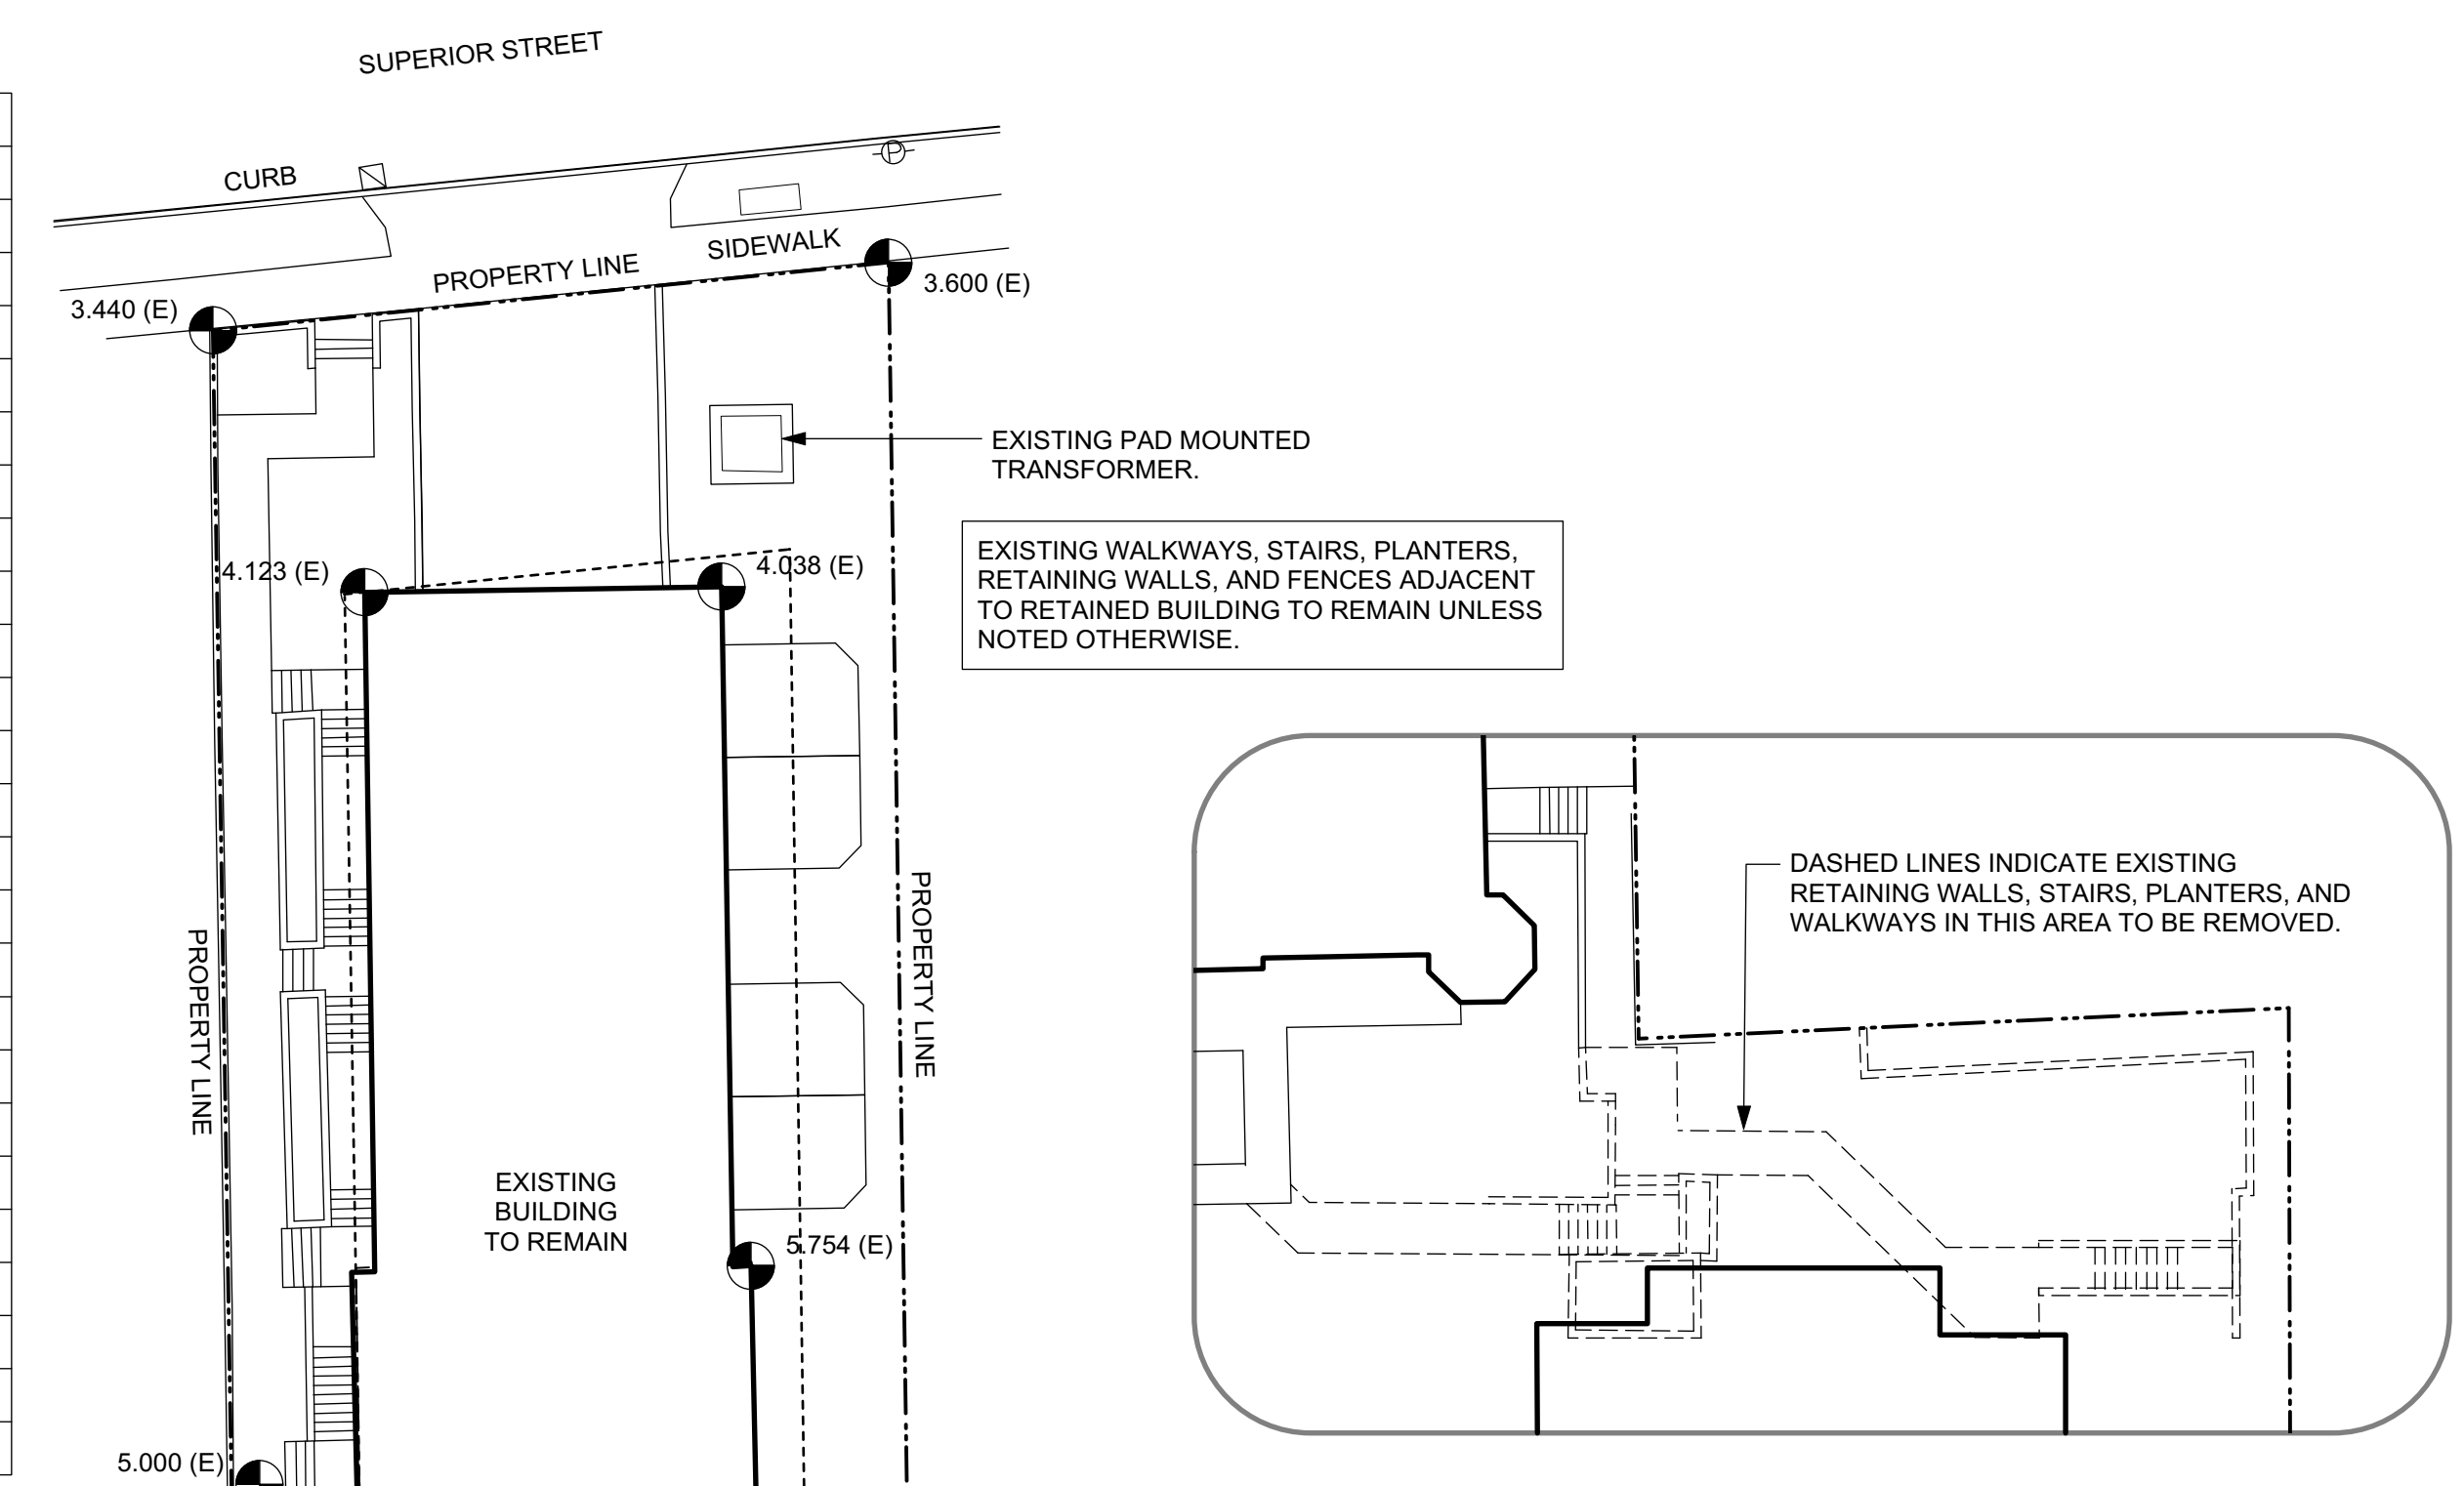 SUPERIOR STREET
CURB
P
SIDEWALK
PROPERTY LINE
3.600 (E)
3.440 (E)
EXISTING PAD MOUNTED
TRANSFORMER.
4.123 (E)
4.038 (E)
EXISTING WALKWAYS, STAIRS, PLANTERS,
RETAINING WALLS, AND FENCES ADJACENT
TO RETAINED BUILDING TO REMAIN UNLESS
NOTED OTHERWISE.
PROPERTY LINE
PROPERTY LINE
DASHED LINES INDICATE EXISTING
RETAINING WALLS, STAIRS, PLANTERS, AND
WALKWAYS IN THIS AREA TO BE REMOVED.
EXISTING
BUILDING
TO REMAIN
5.754 (E)
5.000 (E)